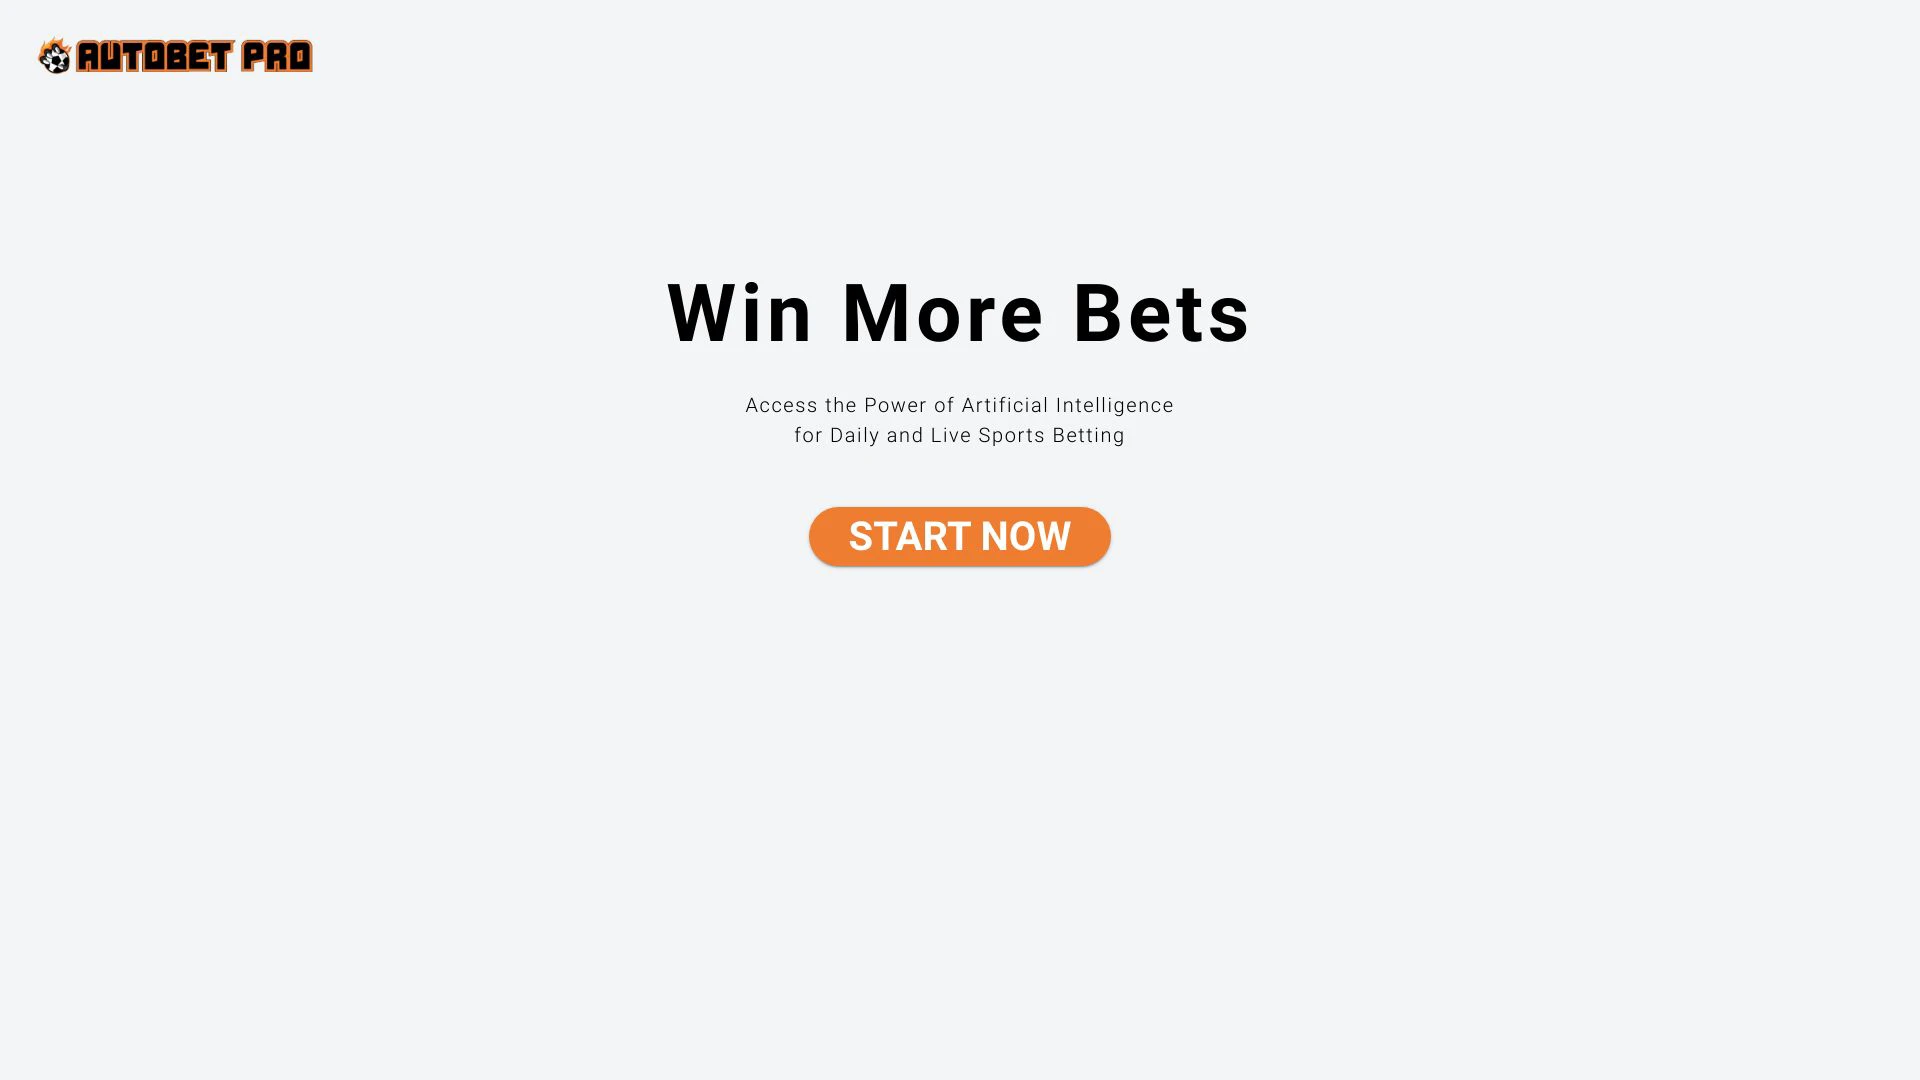 AUTOBET PRO
Win More Bets
Access the Power of Artificial Intelligence
for Daily and Live Sports Betting
START NOW